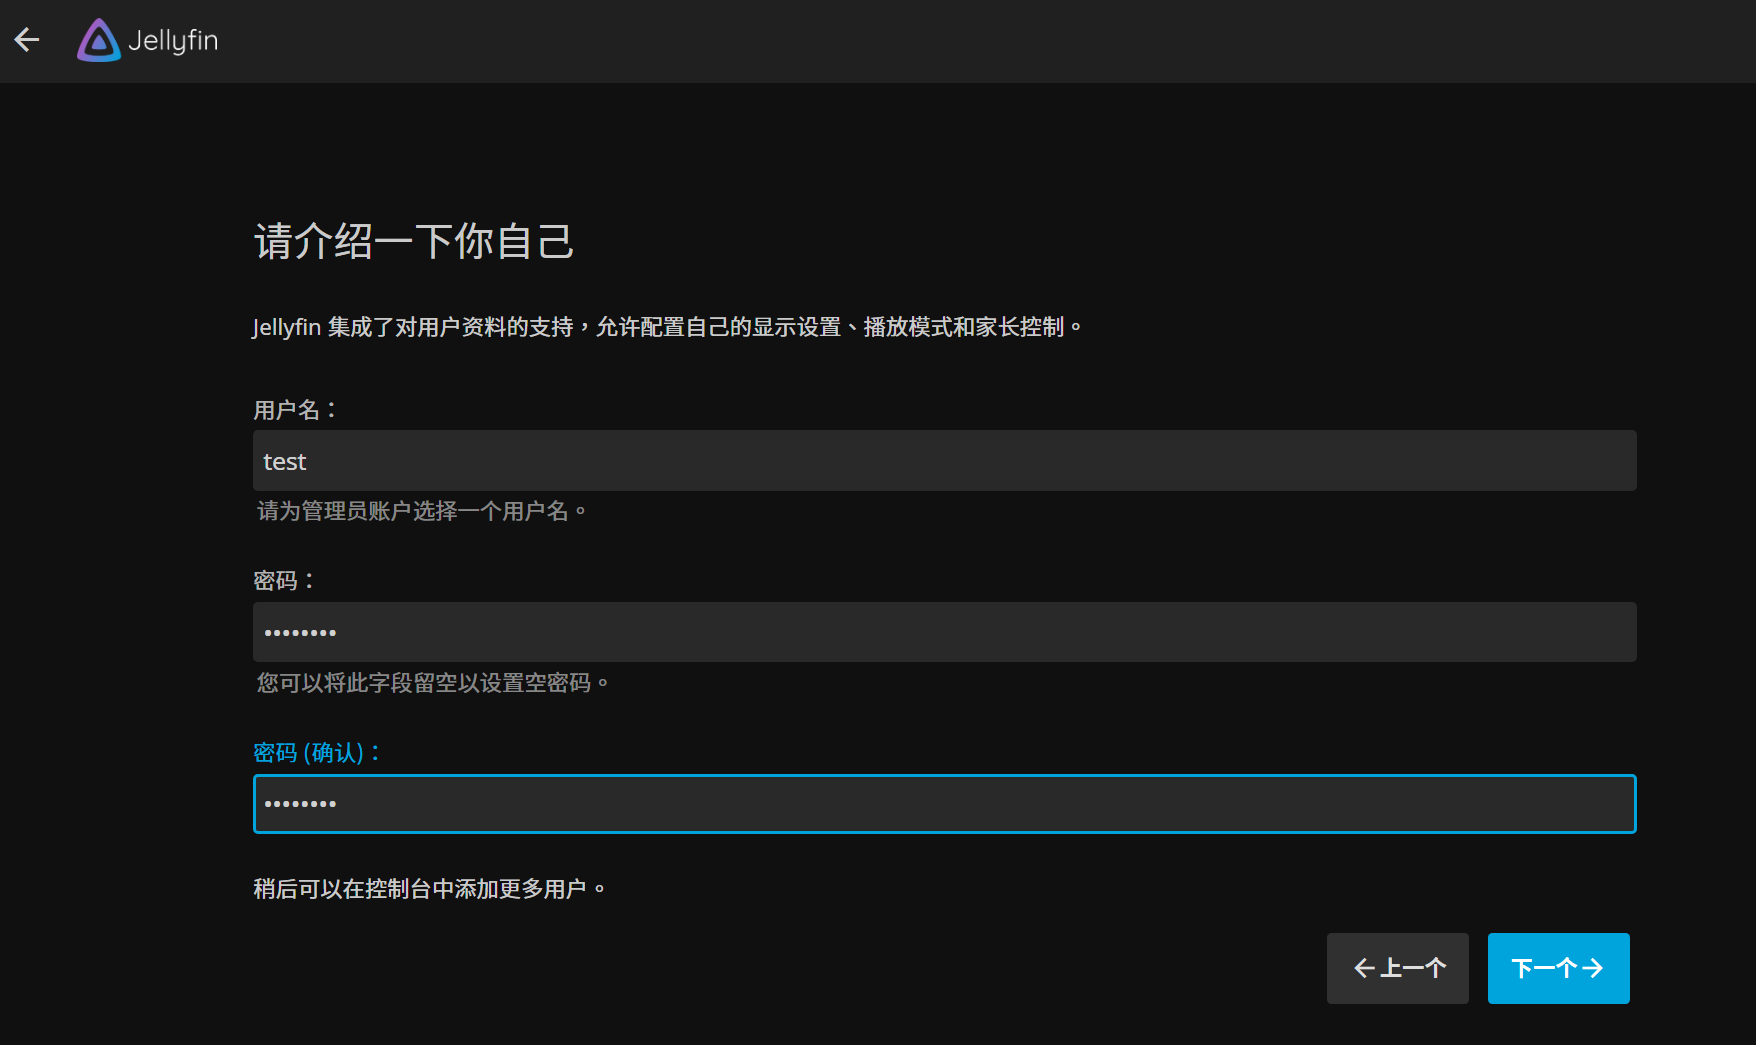 Jellyfin
请介绍一下你自己
Jellyfin 集成了对用户资料的支持，允许配置自己的显示设置、播放模式和家长控制。
用户名：
test
请为管理员账户选择一个用户名。
密码：
••••••••
您可以将此字段留空以设置空密码。
密码 (确认)：
••••••••
稍后可以在控制台中添加更多用户。
上一个
下一个